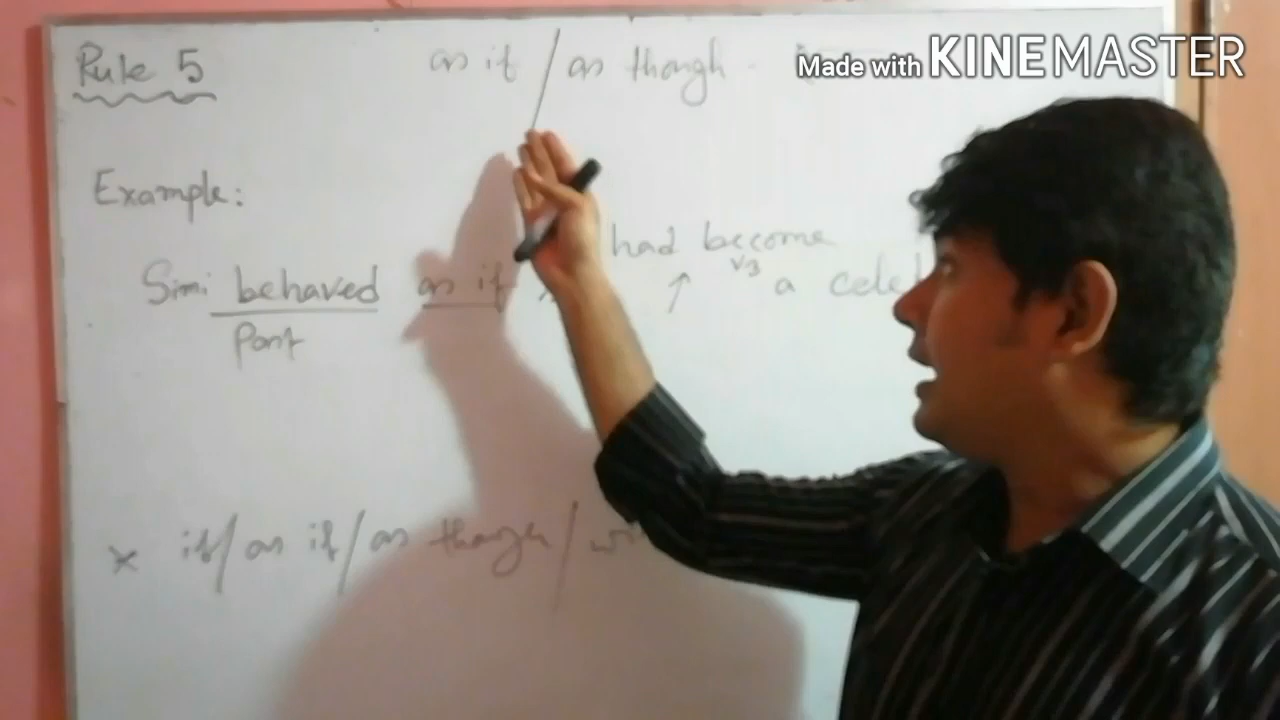 Rule 5 as if / as though
Made with KINEMASTER
Example:
had become
V3
Simi behaved as if ↑ a
Past
× if / as if / as though /